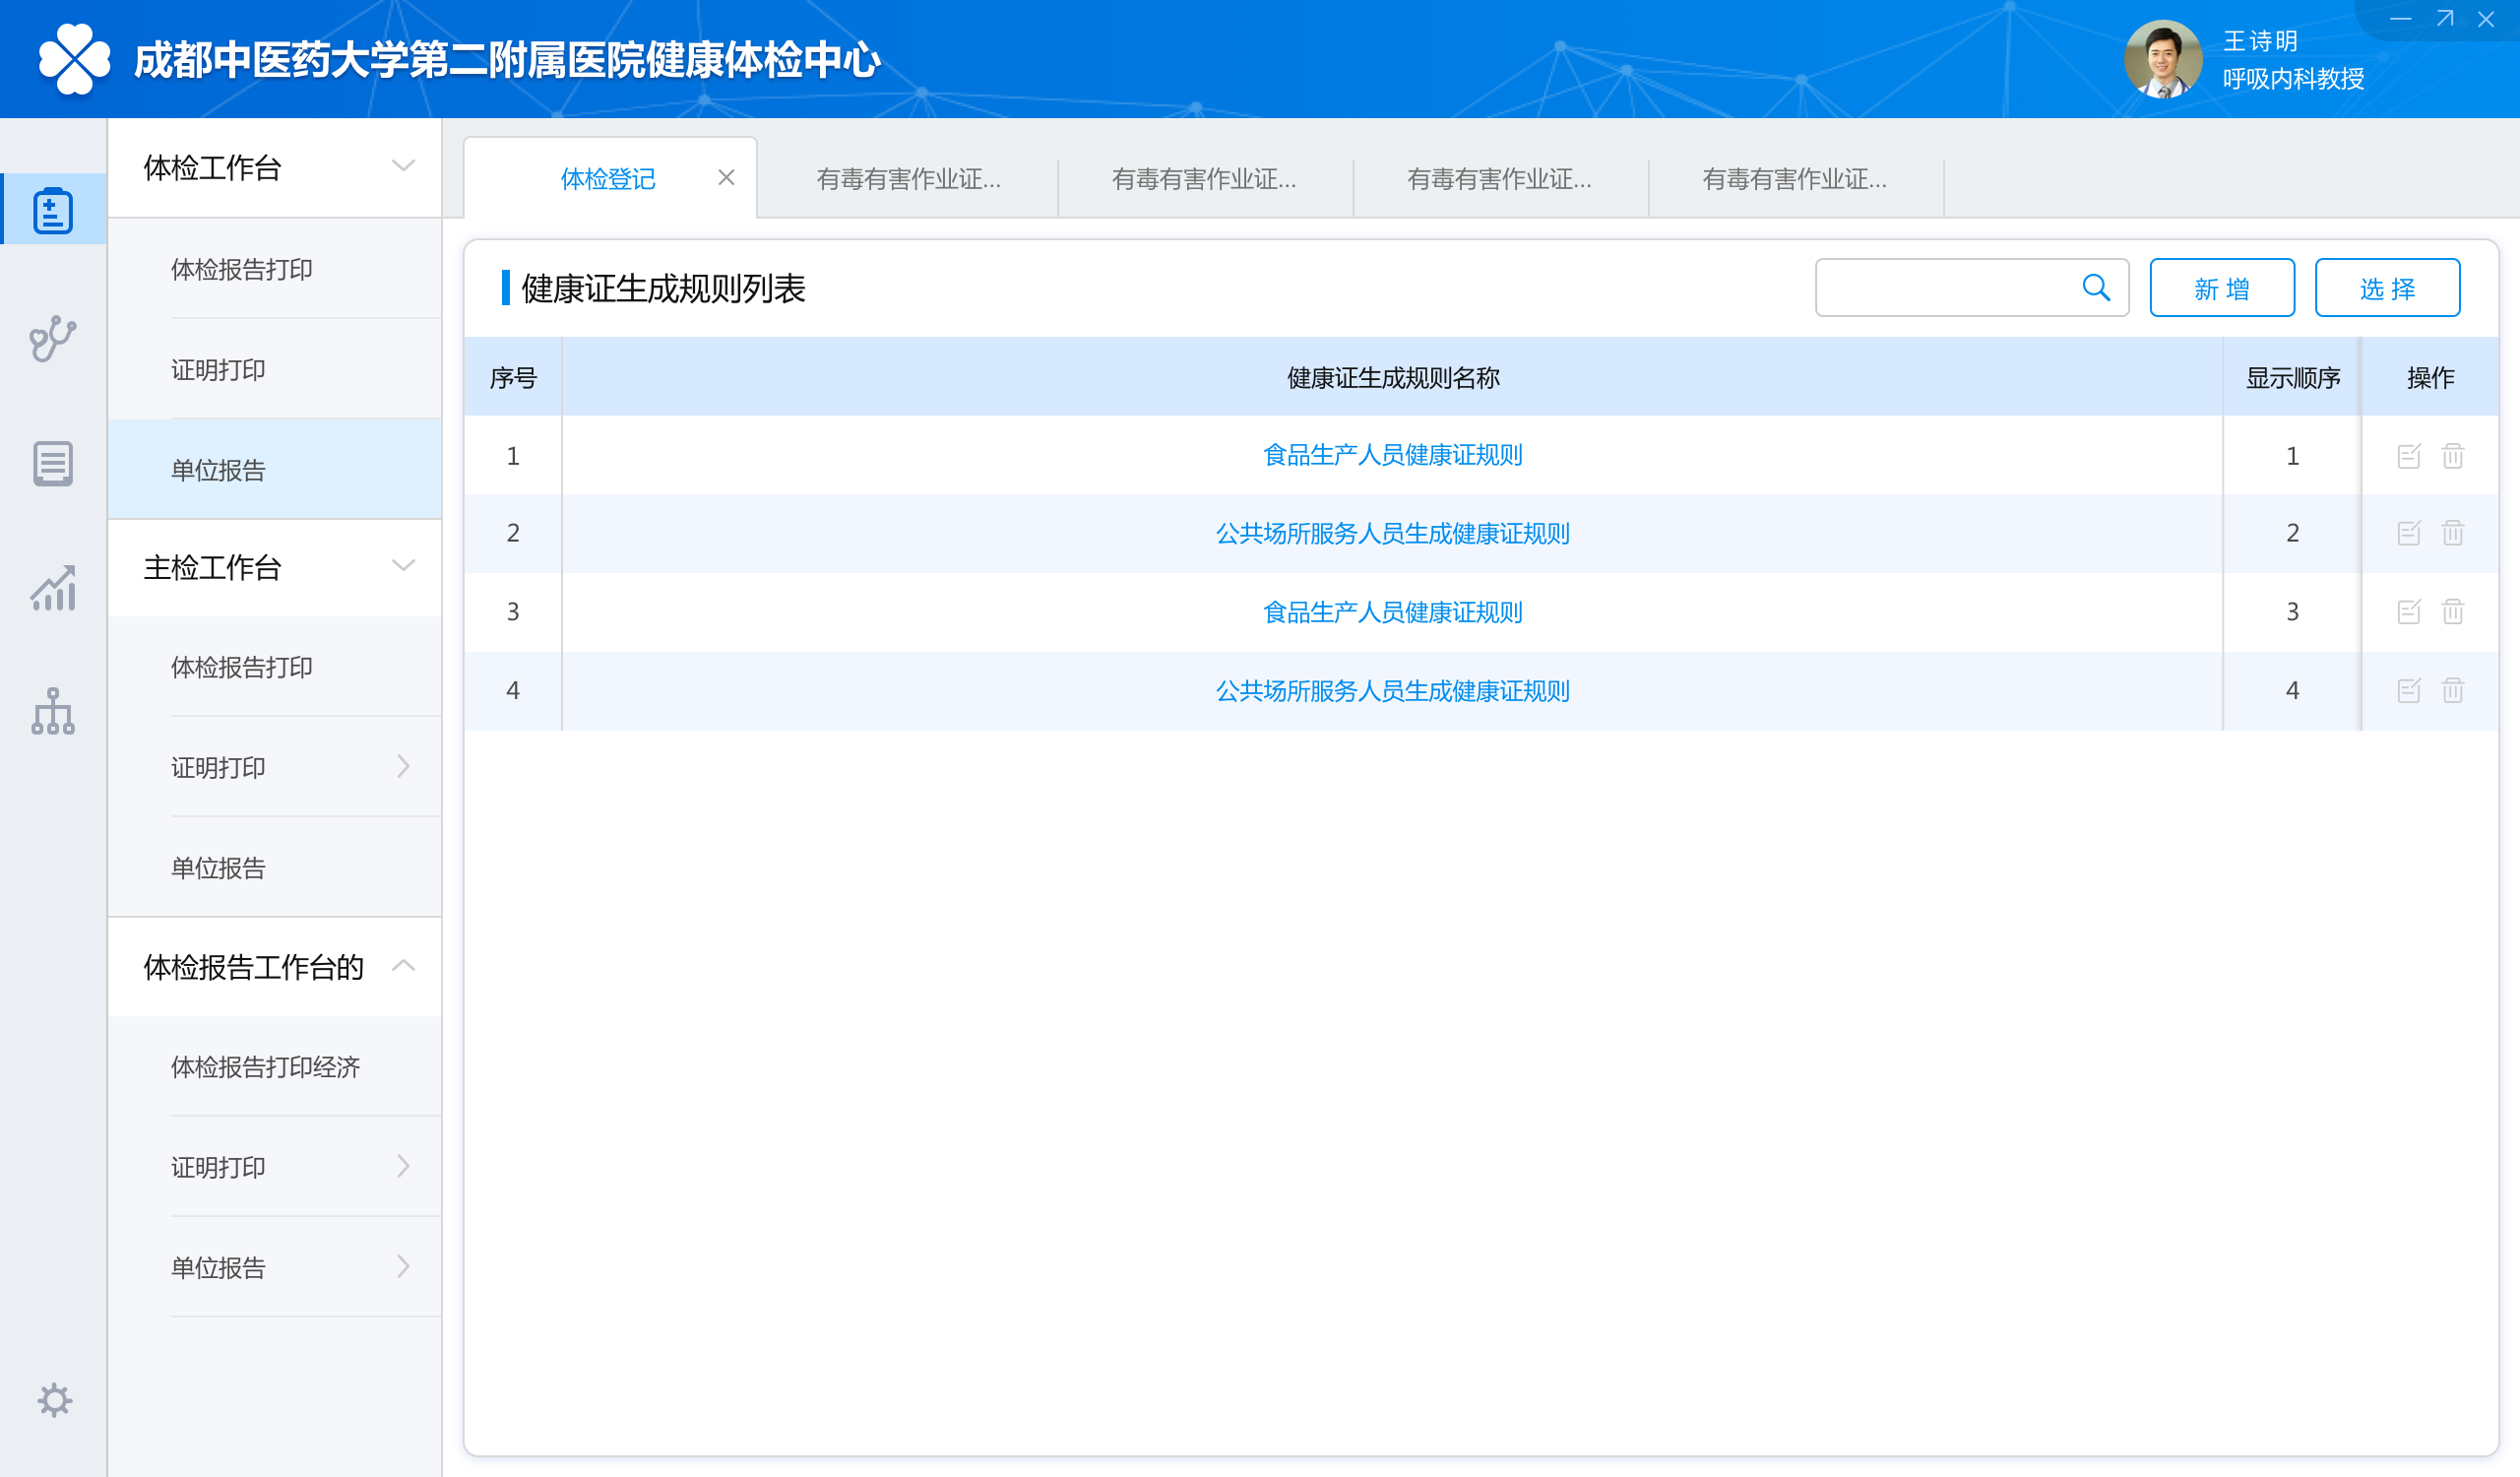 成都中医药大学第二附属医院健康体检中心
王诗明
呼吸内科教授
体检工作台
体检报告打印
证明打印
单位报告
主检工作台
体检报告打印
证明打印
单位报告
体检报告工作台的
体检报告打印经济
证明打印
单位报告
体检登记
有毒有害作业证...
有毒有害作业证...
有毒有害作业证...
有毒有害作业证...
健康证生成规则列表
新 增
选 择
序号 健康证生成规则名称 显示顺序 操作
1 食品生产人员健康证规则 1
2 公共场所服务人员生成健康证规则 2
3 食品生产人员健康证规则 3
4 公共场所服务人员生成健康证规则 4